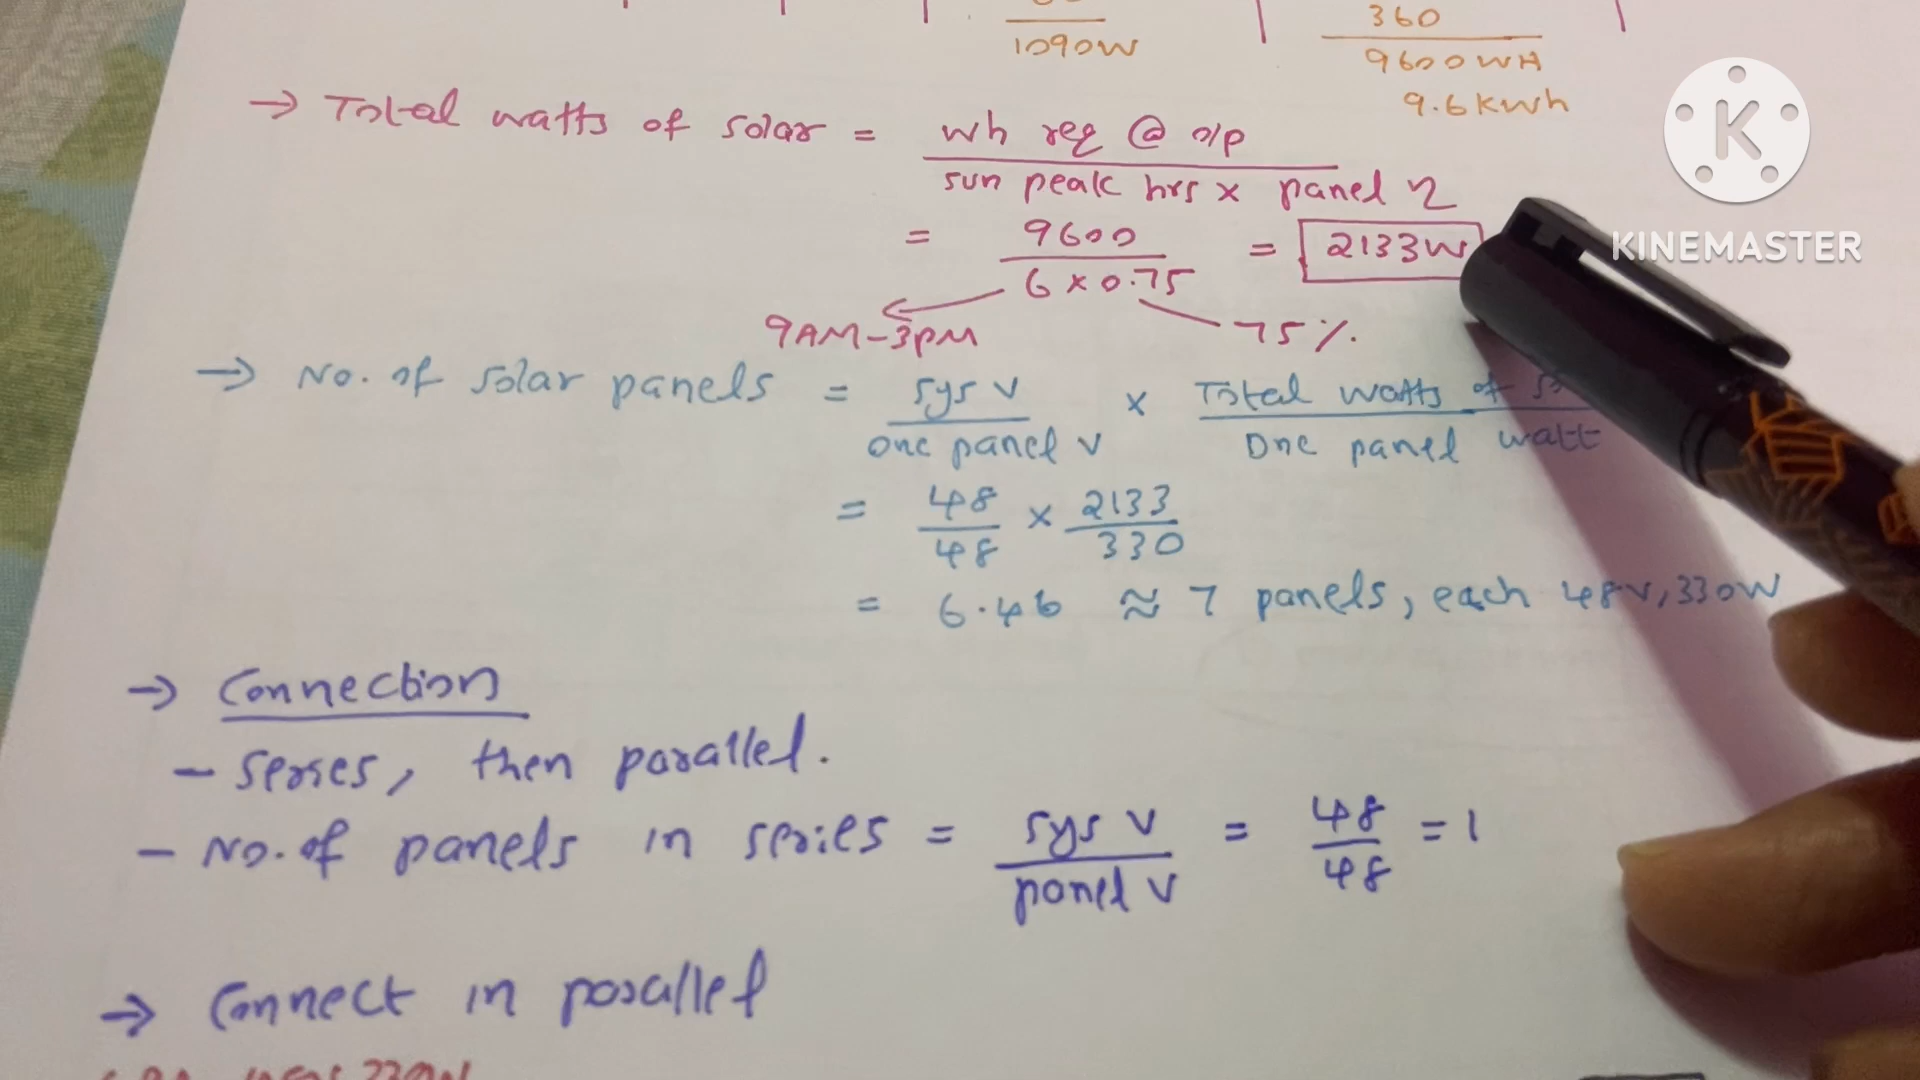 360
1090W
9600WH
9.6Kwh
→ Total watts of solar = wh req @ o/p
sun peak hrs x panel η
= 9600 = 2133W
6 x 0.75
9AM-3PM 75%.
→ No. of solar panels = sys V x Total watts of
one panel V One panel watt
= 48 x 2133
48 330
= 6.46 ≈ 7 panels, each 48V, 330W
→ Connection
- Series, then parallel.
- No. of panels in series = sys V = 48 = 1
panel V 48
→ Connect in parallel
K
KINEMASTER